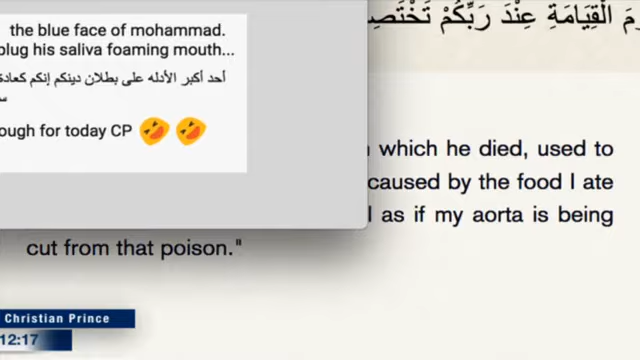 the blue face of mohammad.
plug his saliva foaming mouth...
أحد أكبر الأدله على بطلان دينكم إنكم كعادة
ough for today CP 🤣 🤣
مَ الْقِيَامَةِ عِنْدَ رَبِّكُمْ تَخْتَصِ
which he died, used to
caused by the food I ate
as if my aorta is being
cut from that poison."
Christian Prince
12:17